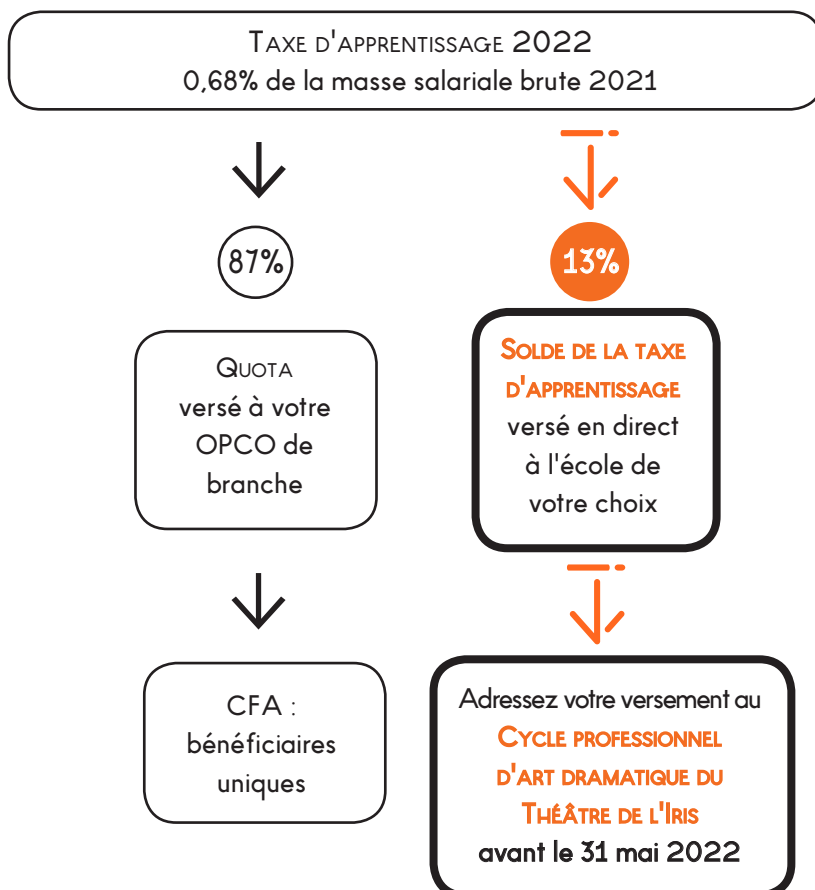 Taxe d'apprentissage 2022
0,68% de la masse salariale brute 2021
87%
13%
Quota
versé à votre
OPCO de
branche
Solde de la taxe
d'apprentissage
versé en direct
à l'école de
votre choix
CFA :
bénéficiaires
uniques
Adressez votre versement au
Cycle professionnel
d'art dramatique du
Théâtre de l'Iris
avant le 31 mai 2022